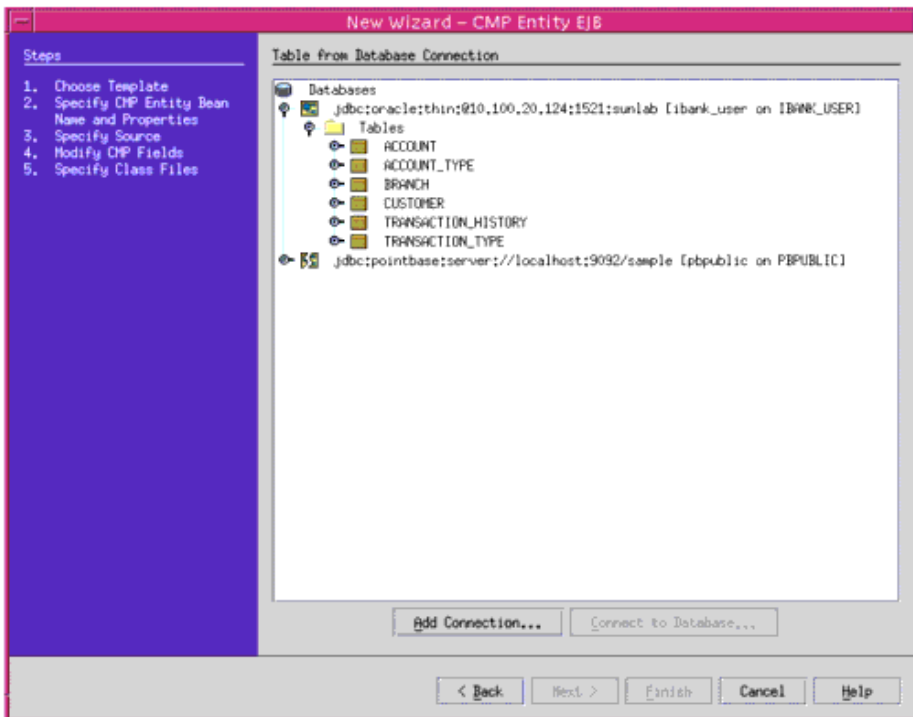 New Wizard – CMP Entity EJB
Steps
1. Choose Template
2. Specify CMP Entity Bean
Name and Properties
3. Specify Source
4. Modify CMP Fields
5. Specify Class Files
Table from Database Connection
Databases
jdbc:oracle:thin:@10.100.20.124:1521:sunlab [ibank_user on IBANK_USER]
Tables
ACCOUNT
ACCOUNT_TYPE
BRANCH
CUSTOMER
TRANSACTION_HISTORY
TRANSACTION_TYPE
jdbc:pointbase:server://localhost:9092/sample [pbpublic on PBPUBLIC]
Add Connection... Connect to Database...
< Back Next > Finish Cancel Help